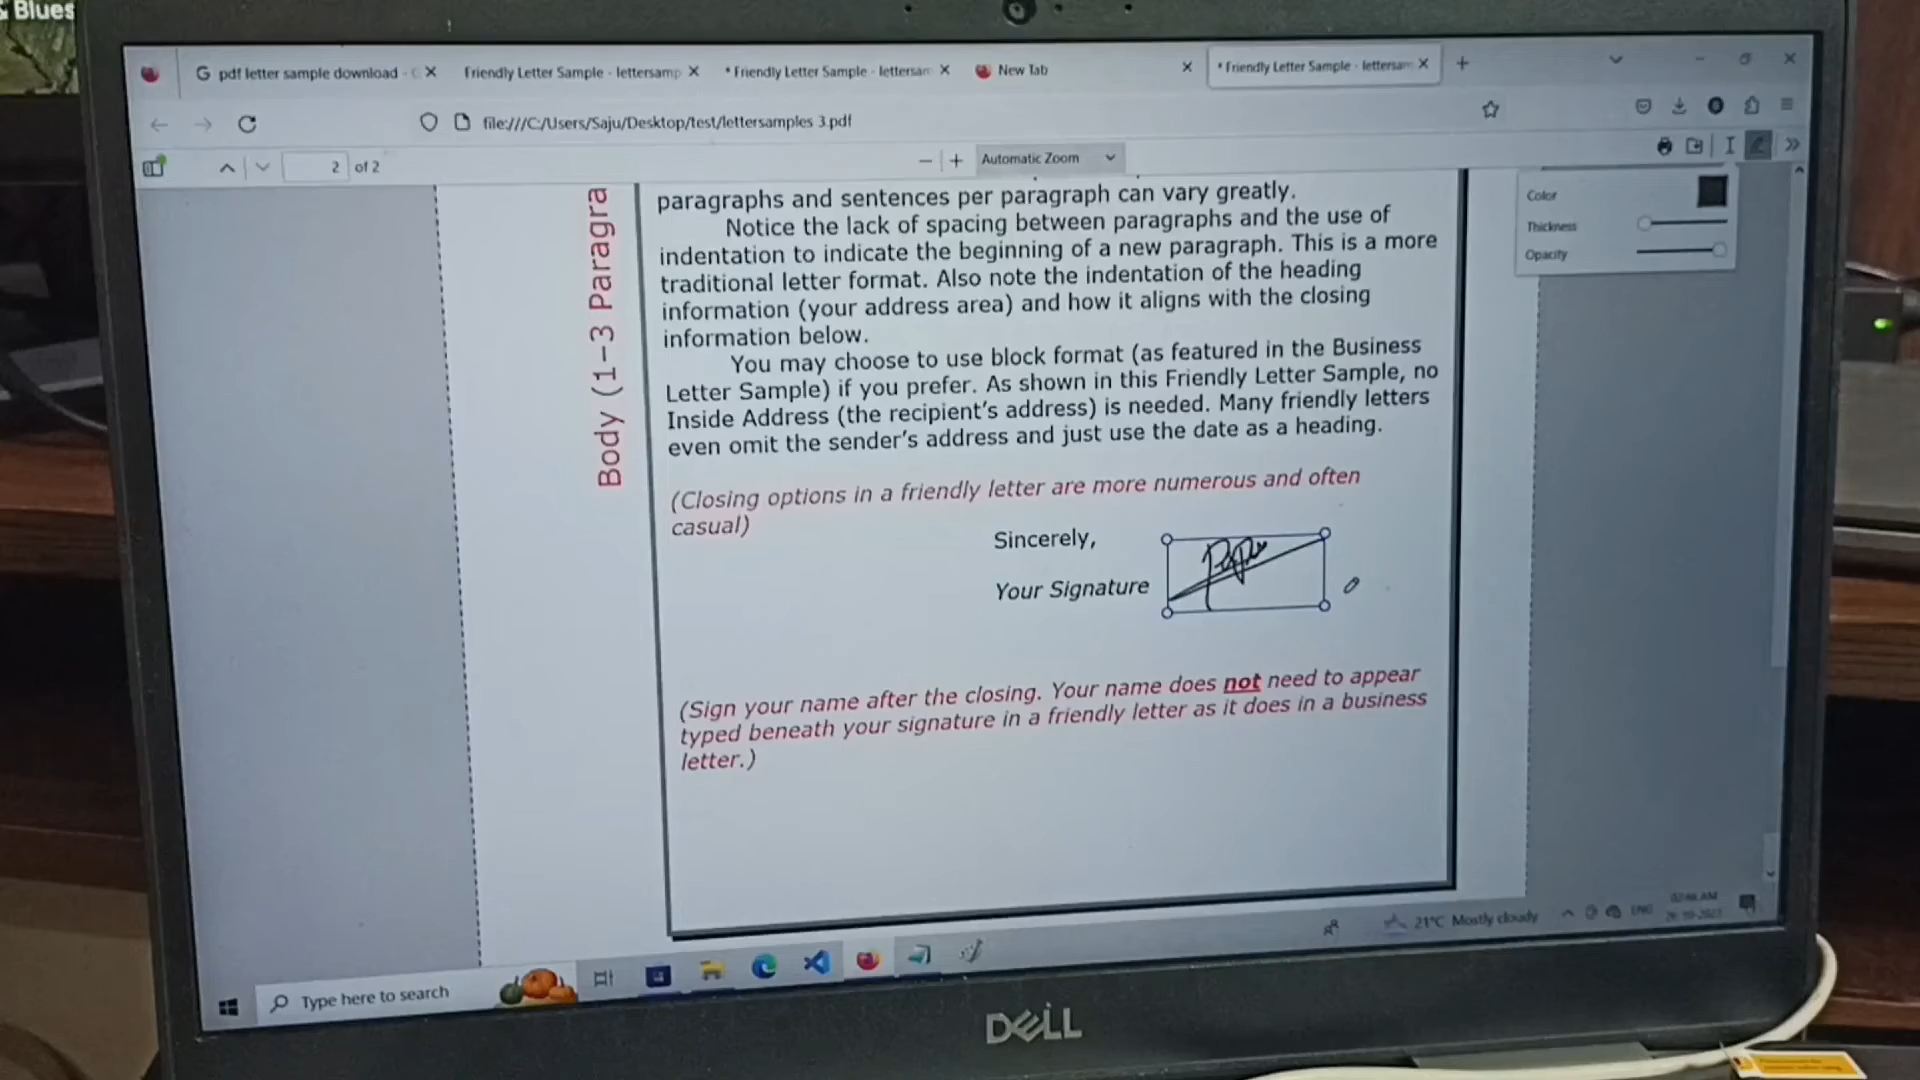 & Blues
G pdf letter sample download -
Friendly Letter Sample - lettersamp
* Friendly Letter Sample - lettersam
New Tab
* Friendly Letter Sample - lettersam
file:///C:/Users/Saju/Desktop/test/lettersamples 3.pdf
2 of 2
Automatic Zoom
Color
Thickness
Opacity
Body (1-3 Paragra
paragraphs and sentences per paragraph can vary greatly.
Notice the lack of spacing between paragraphs and the use of
indentation to indicate the beginning of a new paragraph. This is a more
traditional letter format. Also note the indentation of the heading
information (your address area) and how it aligns with the closing
information below.
You may choose to use block format (as featured in the Business
Letter Sample) if you prefer. As shown in this Friendly Letter Sample, no
Inside Address (the recipient's address) is needed. Many friendly letters
even omit the sender's address and just use the date as a heading.
(Closing options in a friendly letter are more numerous and often
casual)
Sincerely,
Your Signature
(Sign your name after the closing. Your name does not need to appear
typed beneath your signature in a friendly letter as it does in a business
letter.)
Type here to search
21°C Mostly cloudy
ENG
DELL